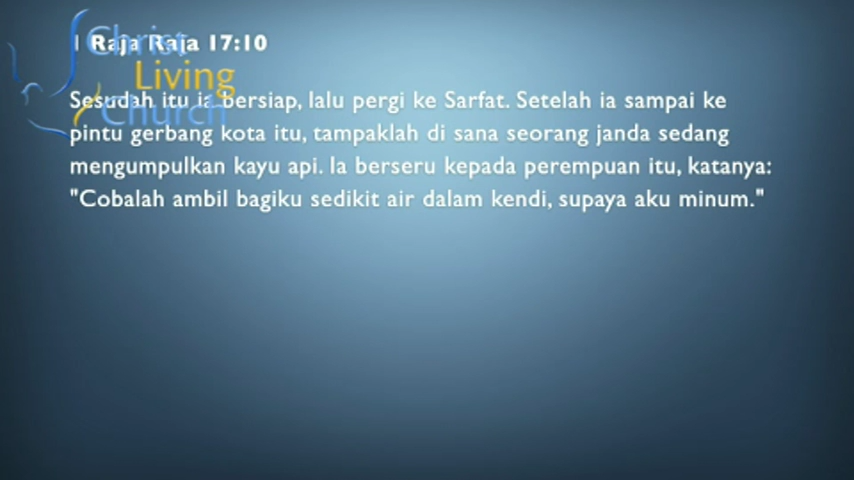 1 Raja Raja 17:10
Christ
Living
Church
Sesudah itu ia bersiap, lalu pergi ke Sarfat. Setelah ia sampai ke
pintu gerbang kota itu, tampaklah di sana seorang janda sedang
mengumpulkan kayu api. Ia berseru kepada perempuan itu, katanya:
"Cobalah ambil bagiku sedikit air dalam kendi, supaya aku minum."